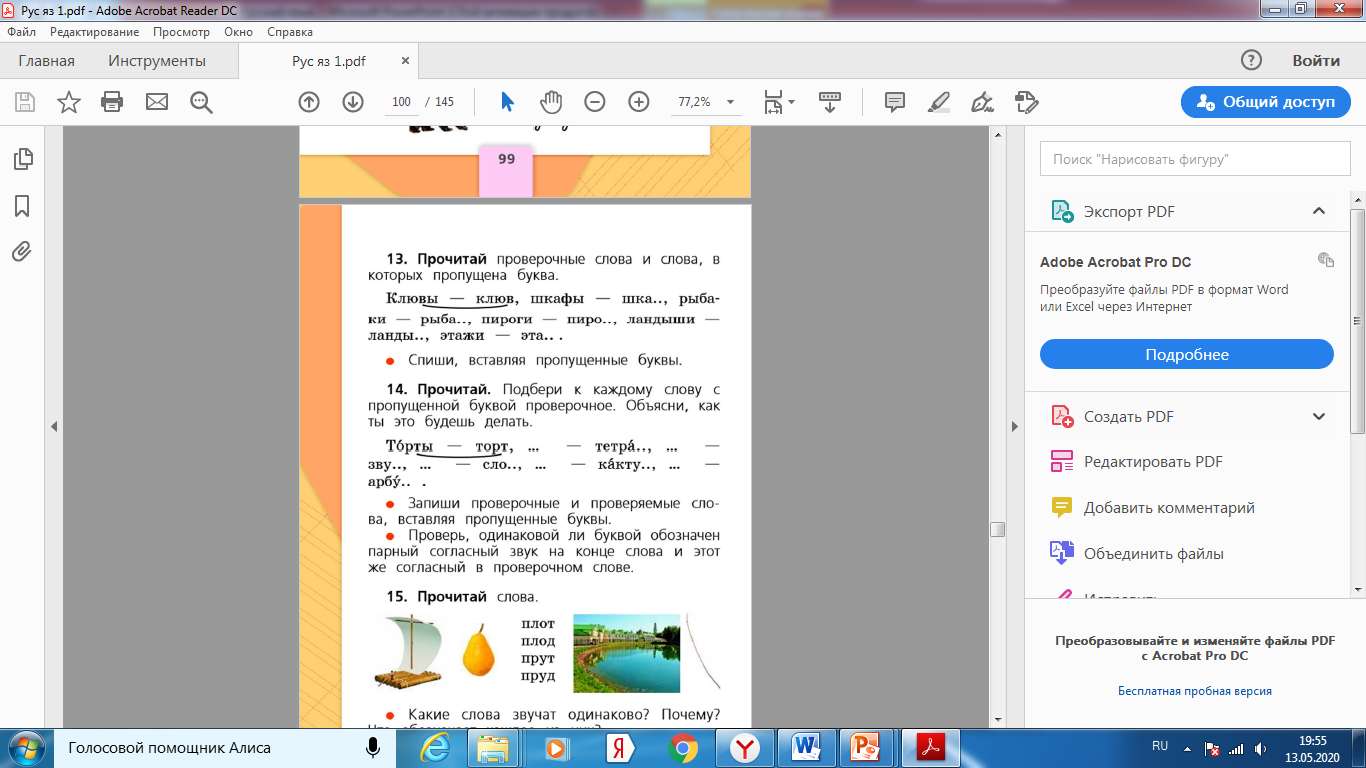 Рус яз 1.pdf - Adobe Acrobat Reader DC
Файл Редактирование Просмотр Окно Справка
Главная Инструменты Рус яз 1.pdf × ? Войти
100 / 145 77,2% Общий доступ
99
13. Прочитай проверочные слова и слова, в
которых пропущена буква.
Клювы — клюв, шкафы — шка.., рыба-
ки — рыба.., пироги — пиро.., ландыши —
ланды.., этажи — эта.. .
● Спиши, вставляя пропущенные буквы.
14. Прочитай. Подбери к каждому слову с
пропущенной буквой проверочное. Объясни, как
ты это будешь делать.
То́рты — торт, ... — тетра́.., ... —
зву.., ... — сло.., ... — ка́кту.., ... —
арбу́.. .
● Запиши проверочные и проверяемые сло-
ва, вставляя пропущенные буквы.
● Проверь, одинаковой ли буквой обозначен
парный согласный звук на конце слова и этот
же согласный в проверочном слове.
15. Прочитай слова.
плот
плод
прут
пруд
● Какие слова звучат одинаково? Почему?
Поиск "Нарисовать фигуру"
Экспорт PDF
Adobe Acrobat Pro DC
Преобразуйте файлы PDF в формат Word
или Excel через Интернет
Подробнее
Создать PDF
Редактировать PDF
Добавить комментарий
Объединить файлы
Преобразовывайте и изменяйте файлы PDF
с Acrobat Pro DC
Бесплатная пробная версия
Голосовой помощник Алиса
RU
19:55
13.05.2020